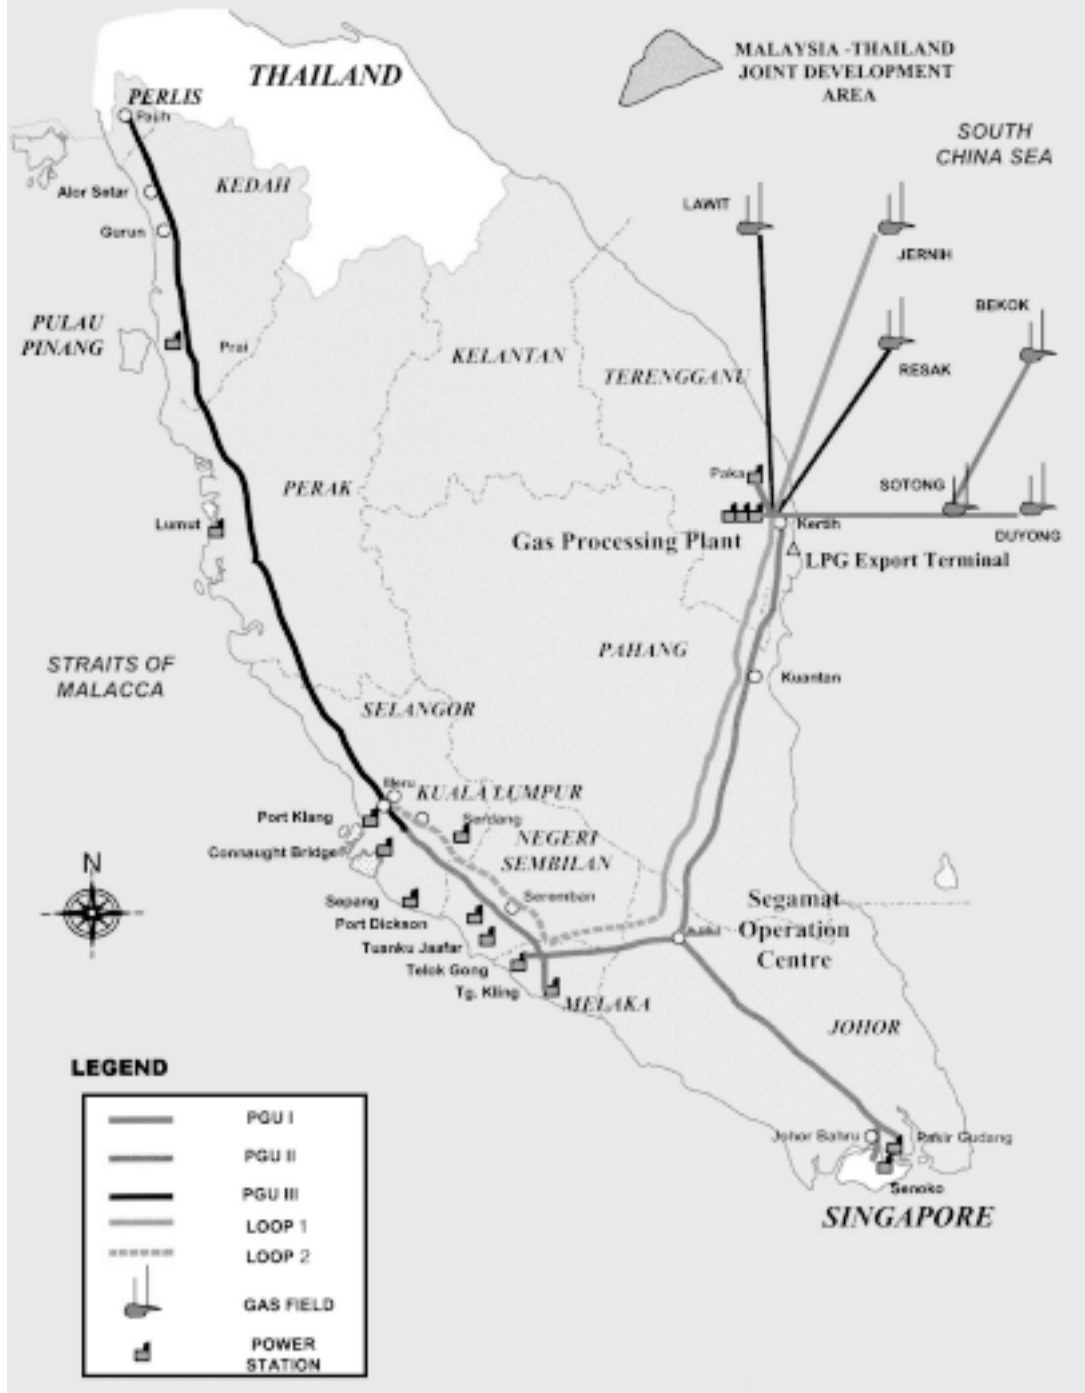 THAILAND
MALAYSIA -THAILAND
JOINT DEVELOPMENT
AREA
SOUTH
CHINA SEA
PERLIS
KEDAH
Alor Setar
Gurun
LAWIT
JERNIH
BEKOK
RESAK
PULAU
PINANG
Prai
KELANTAN
TERENGGANU
PERAK
Paka
SOTONG
DUYONG
Lumut
Gas Processing Plant
Kertih
LPG Export Terminal
PAHANG
Kuantan
STRAITS OF
MALACCA
SELANGOR
Meru
KUALA LUMPUR
Port Klang
Serdang
Connaught Bridge
NEGERI
SEMBILAN
N
Sepang
Seremban
Port Dickson
Tuanku Jaafar
Telok Gong
Tg. Kling
MELAKA
Segamat
Operation
Centre
JOHOR
Johor Bahru
Pasir Gudang
Senoko
SINGAPORE
LEGEND
PGU I
PGU II
PGU III
LOOP 1
LOOP 2
GAS FIELD
POWER
STATION